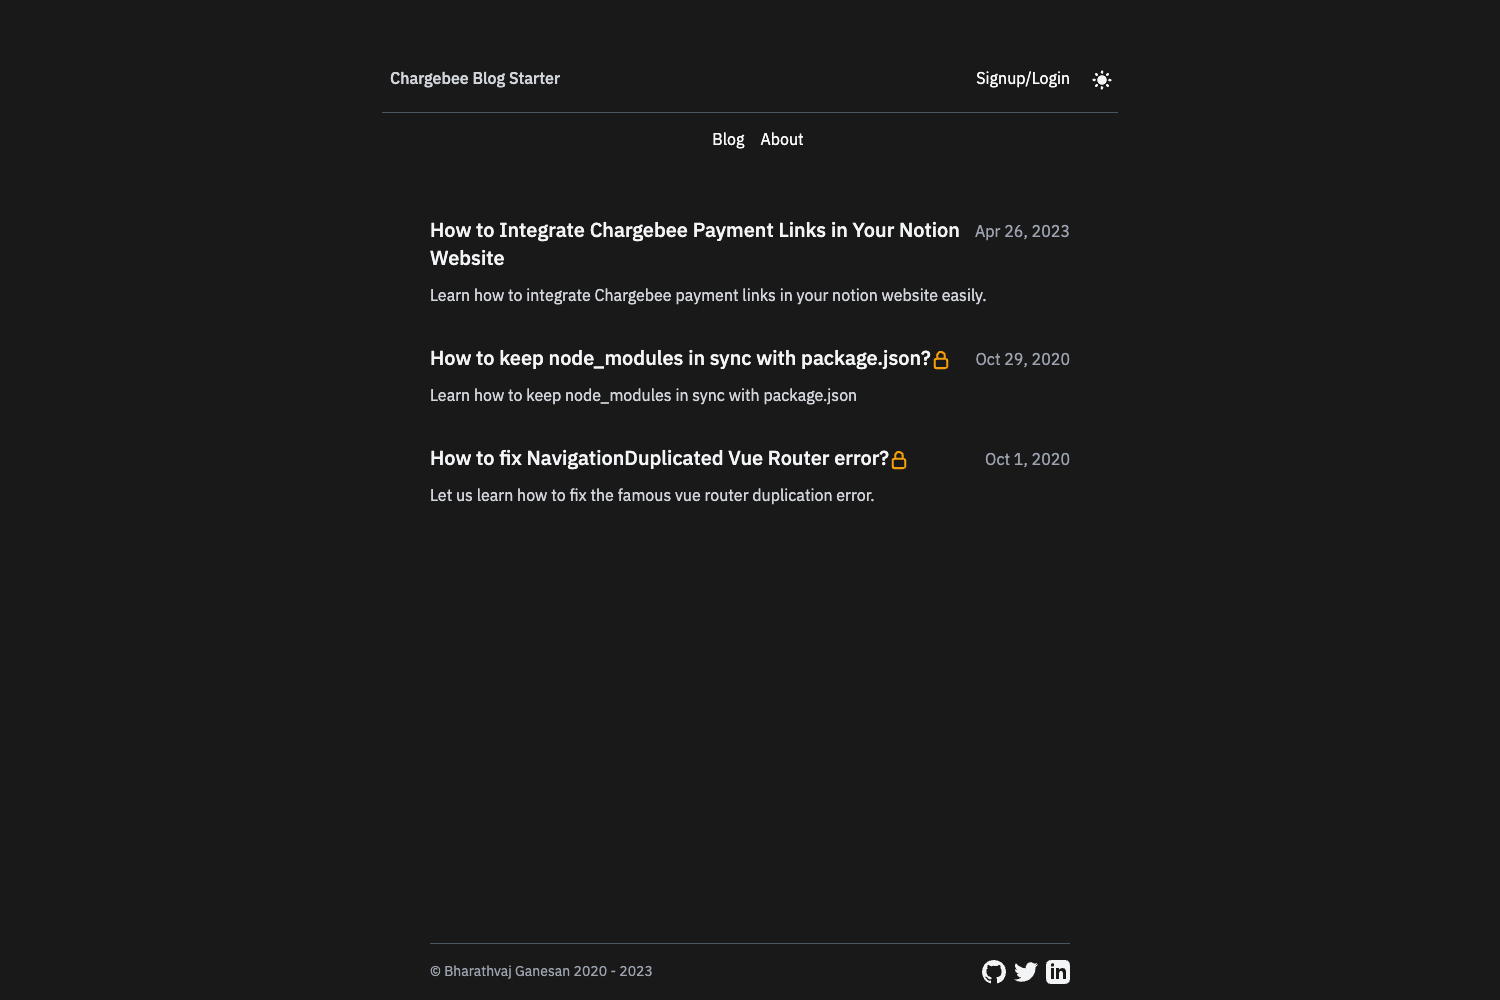 Chargebee Blog Starter
Signup/Login
Blog About
How to Integrate Chargebee Payment Links in Your Notion Website
Apr 26, 2023
Learn how to integrate Chargebee payment links in your notion website easily.
How to keep node_modules in sync with package.json?
Oct 29, 2020
Learn how to keep node_modules in sync with package.json
How to fix NavigationDuplicated Vue Router error?
Oct 1, 2020
Let us learn how to fix the famous vue router duplication error.
© Bharathvaj Ganesan 2020 - 2023